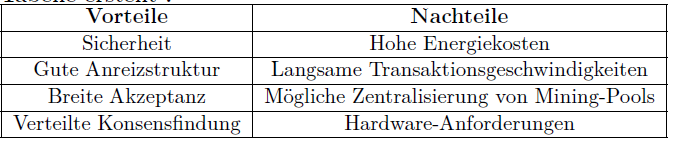 Vorteile Nachteile
Sicherheit Hohe Energiekosten
Gute Anreizstruktur Langsame Transaktionsgeschwindigkeiten
Breite Akzeptanz Mögliche Zentralisierung von Mining-Pools
Verteilte Konsensfindung Hardware-Anforderungen